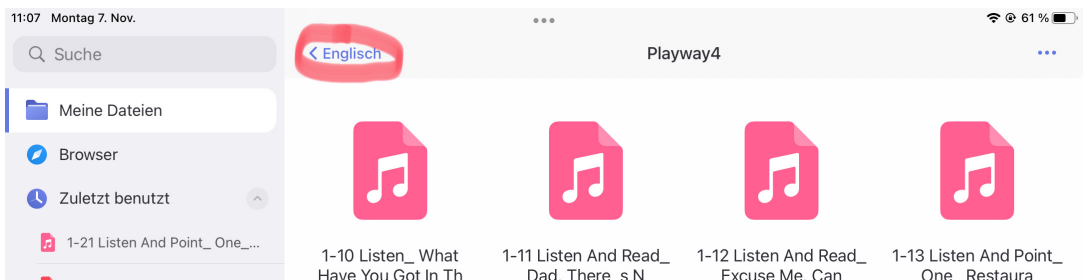 11:07 Montag 7. Nov.
61 %
Suche
Englisch
Playway4
Meine Dateien
Browser
Zuletzt benutzt
1-21 Listen And Point_ One_...
1-10 Listen_ What
Have You Got In Th
1-11 Listen And Read_
Dad, There_s N
1-12 Listen And Read_
Excuse Me, Can
1-13 Listen And Point_
One_ Restaura